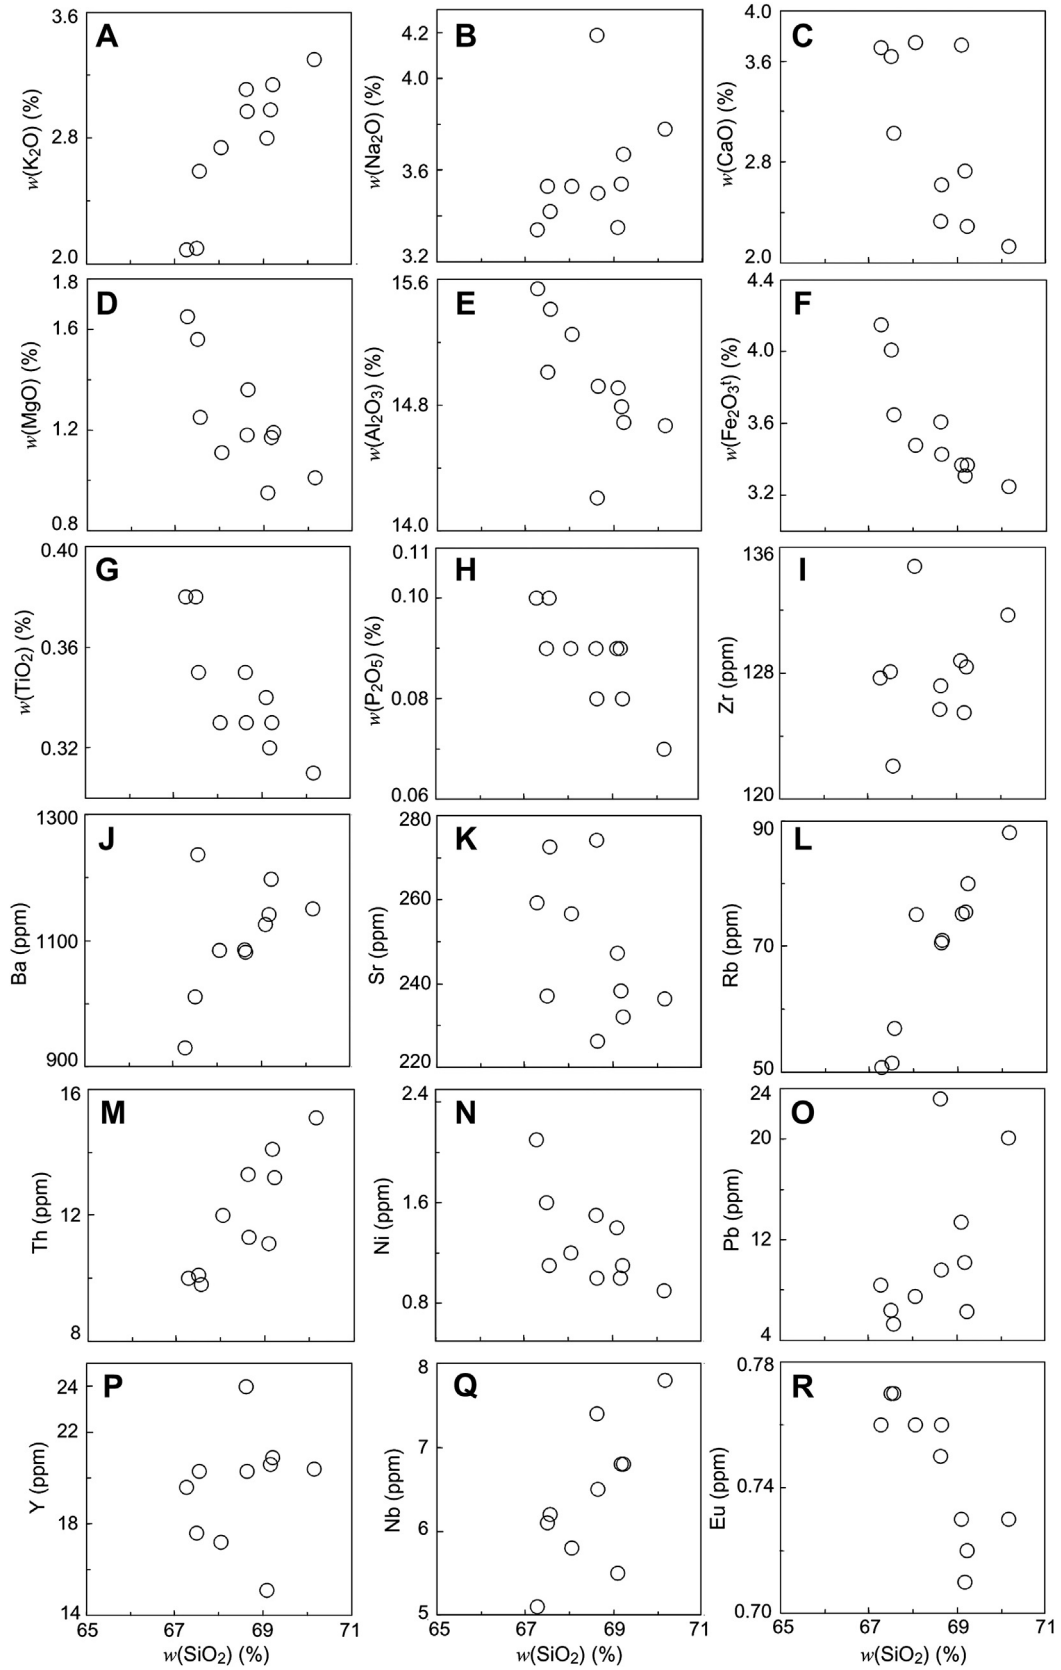 A
3.6
2.8
2.0
w(K₂O) (%)
B
4.2
4.0
3.6
3.2
w(Na₂O) (%)
C
4.0
3.6
2.8
2.0
w(CaO) (%)
D
1.8
1.6
1.2
0.8
w(MgO) (%)
E
15.6
14.8
14.0
w(Al₂O₃) (%)
F
4.4
4.0
3.6
3.2
w(Fe₂O₃ᵗ) (%)
G
0.40
0.36
0.32
w(TiO₂) (%)
H
0.11
0.10
0.08
0.06
w(P₂O₅) (%)
I
136
128
120
Zr (ppm)
J
1300
1100
900
Ba (ppm)
K
280
260
240
220
Sr (ppm)
L
90
70
50
Rb (ppm)
M
16
12
8
Th (ppm)
N
2.4
1.6
0.8
Ni (ppm)
O
24
20
12
4
Pb (ppm)
P
24
22
18
14
Y (ppm)
65 67 69 71
w(SiO₂) (%)
Q
8
7
6
5
Nb (ppm)
65 67 69 71
w(SiO₂) (%)
R
0.78
0.74
0.70
Eu (ppm)
65 67 69 71
w(SiO₂) (%)